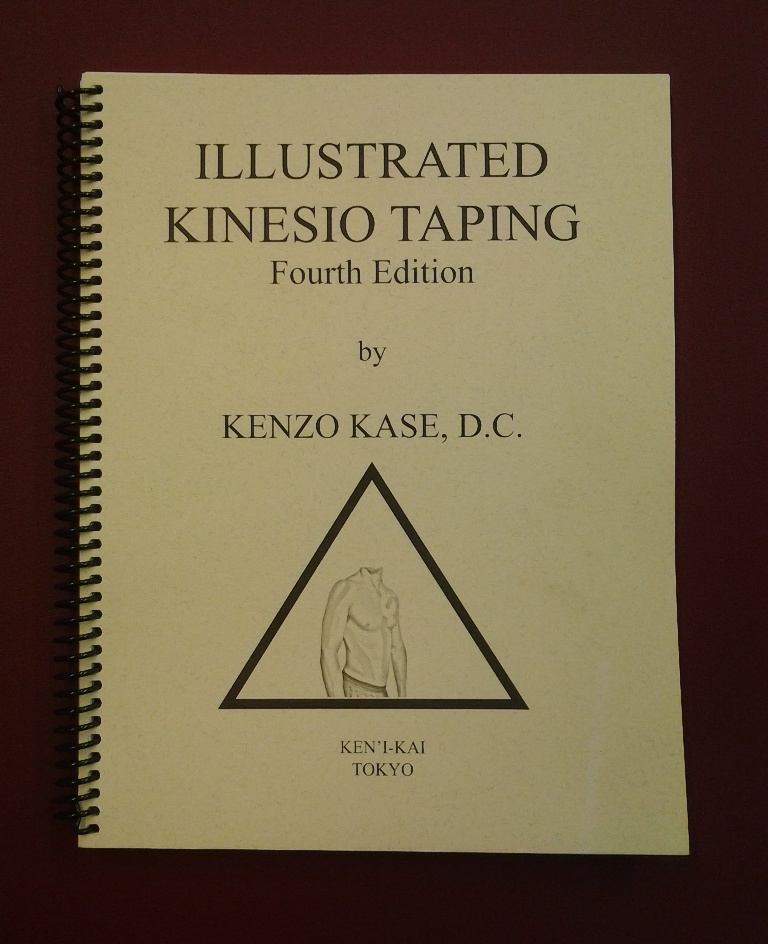 ILLUSTRATED
KINESIO TAPING
Fourth Edition
by
KENZO KASE, D.C.
KEN'I-KAI
TOKYO